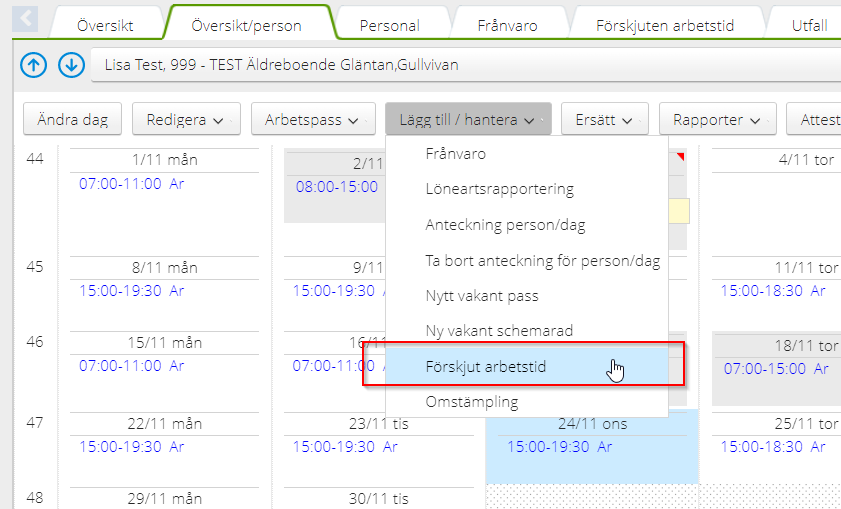 Översikt Översikt/person Personal Frånvaro Förskjuten arbetstid Utfall
Lisa Test, 999 - TEST Äldreboende Gläntan,Gullvivan
Ändra dag Redigera Arbetspass Lägg till / hantera Ersätt Rapporter Attest
Frånvaro
Löneartsrapportering
Anteckning person/dag
Ta bort anteckning för person/dag
Nytt vakant pass
Ny vakant schemarad
Förskjut arbetstid
Omstämpling
44 1/11 mån 2/11 4/11 tor
07:00-11:00 Ar 08:00-15:00
45 8/11 mån 9/11 11/11 tor
15:00-19:30 Ar 15:00-19:30 15:00-18:30 Ar
46 15/11 mån 16/11 18/11 tor
07:00-11:00 Ar 07:00-11:00 07:00-15:00 Ar
47 22/11 mån 23/11 tis 24/11 ons 25/11 tor
15:00-19:30 Ar 15:00-19:30 Ar 15:00-19:30 Ar 15:00-18:30 Ar
48 29/11 mån 30/11 tis